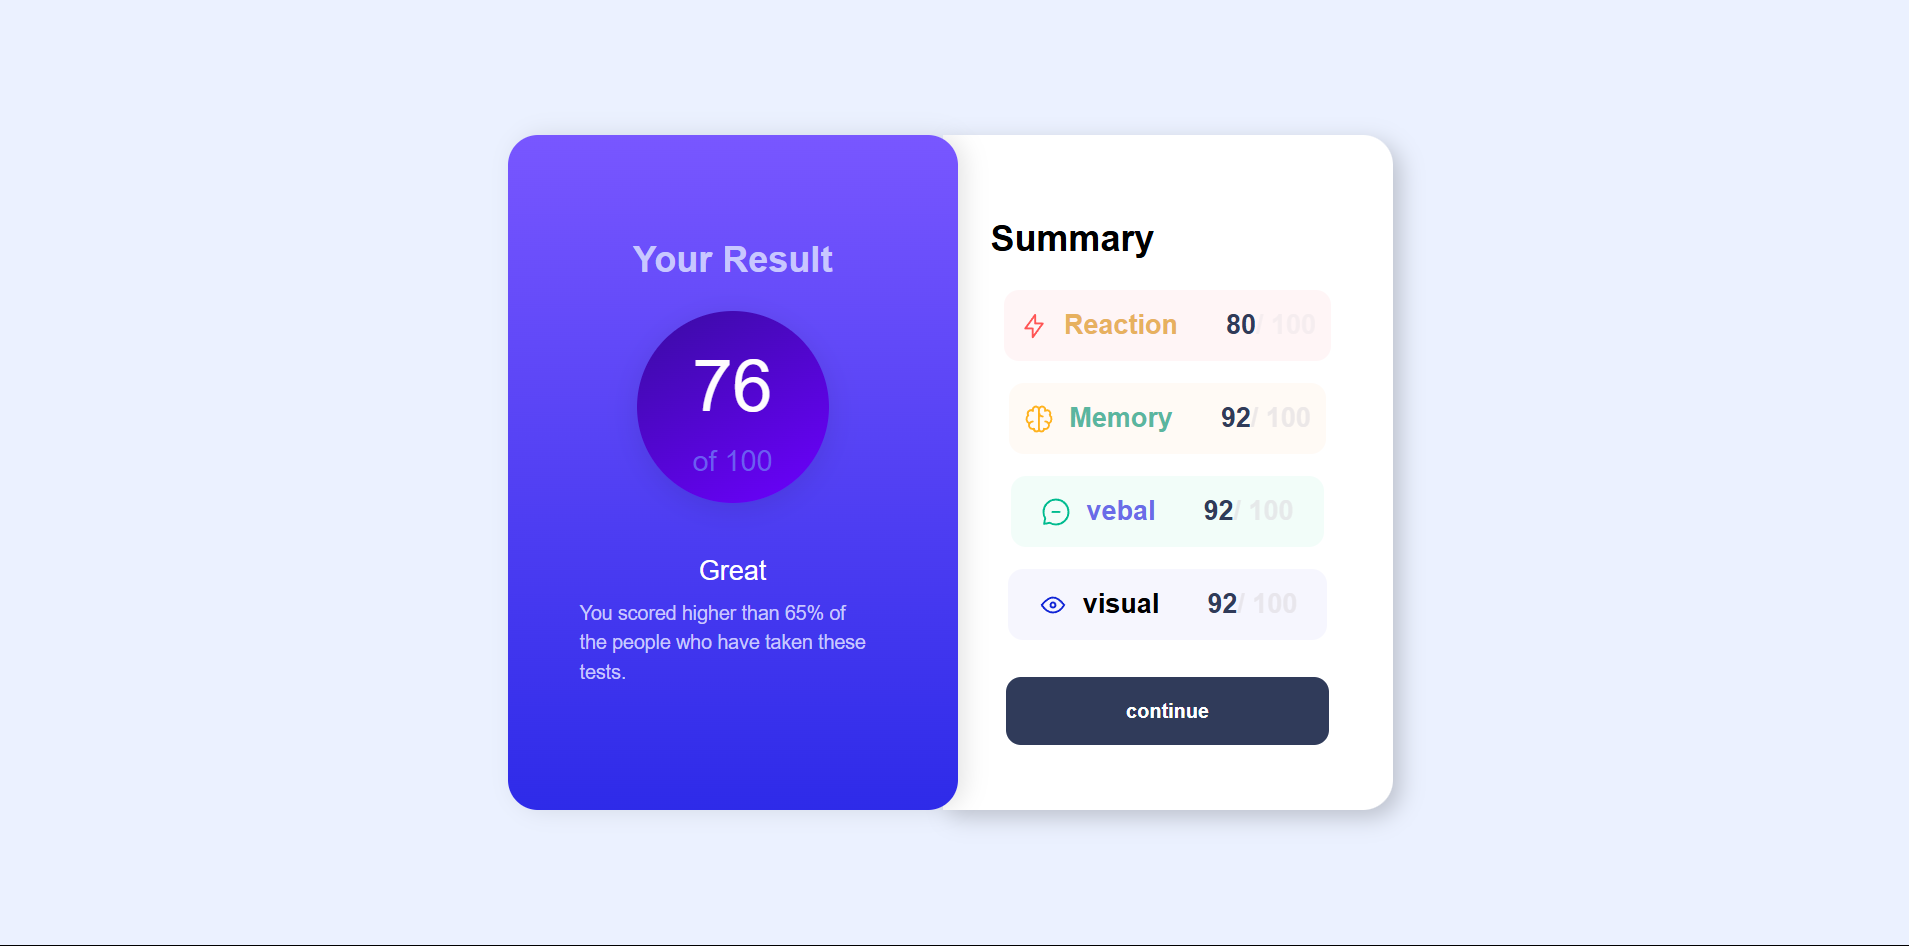 Your Result
76
of 100
Great
You scored higher than 65% of
the people who have taken these
tests.
Summary
Reaction 80/ 100
Memory 92/ 100
vebal 92/ 100
visual 92/ 100
continue